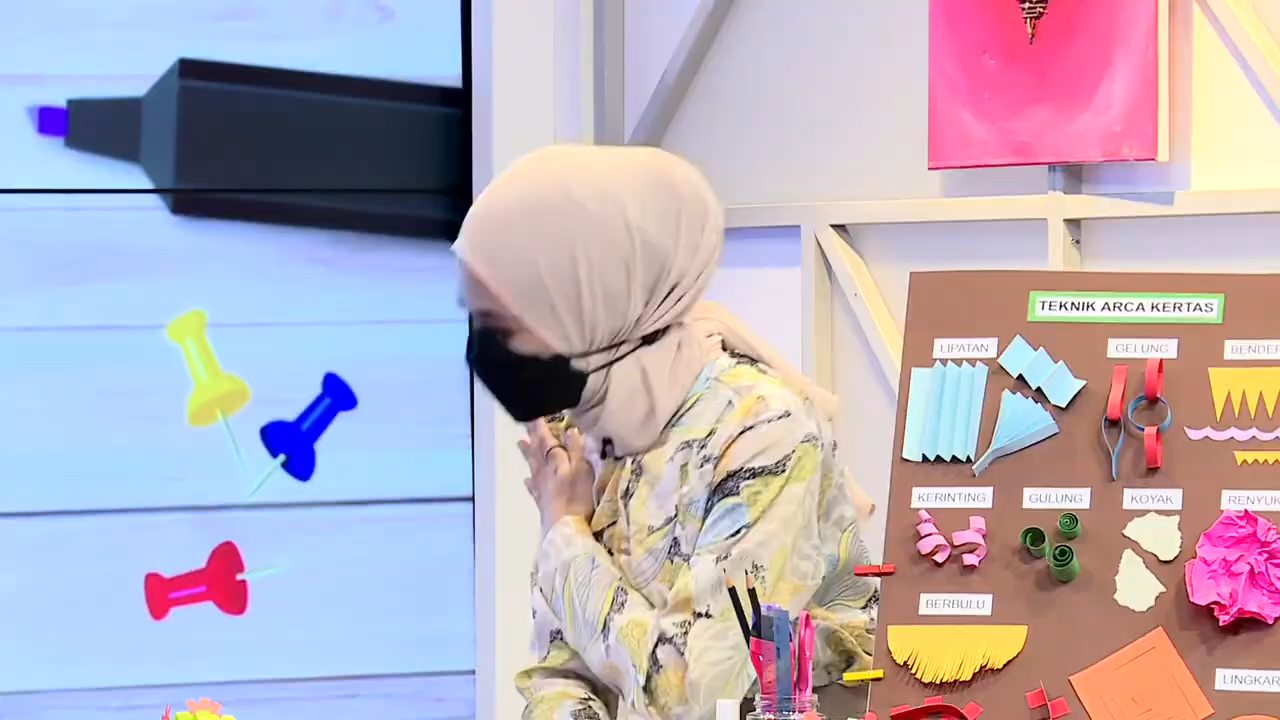 TEKNIK ARCA KERTAS
LIPATAN
GELUNG
KERINTING
GULUNG
KOYAK
BERBULU